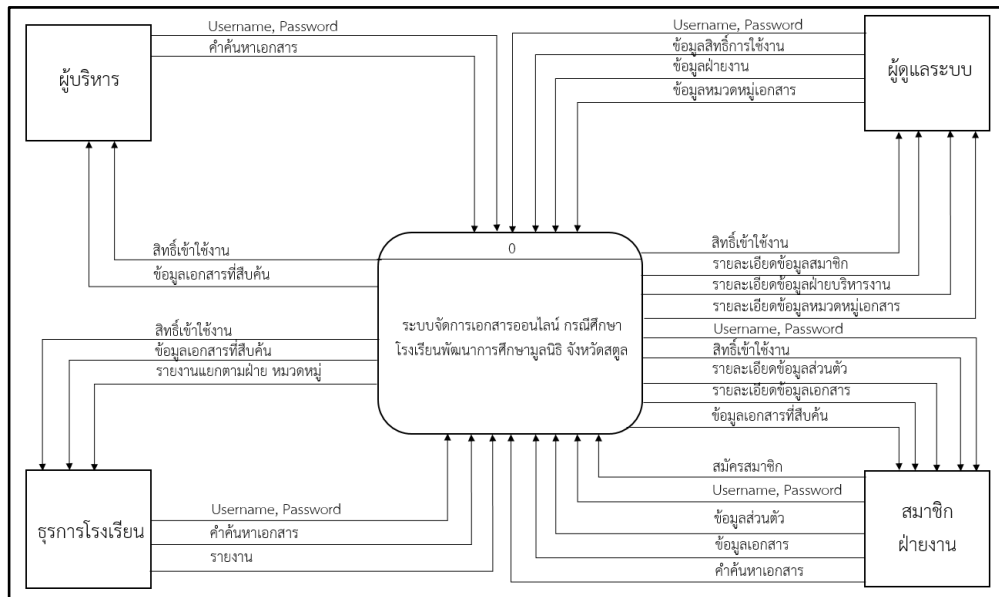 Username, Password
คำค้นหาเอกสาร
ผู้บริหาร
Username, Password
ข้อมูลสิทธิ์การใช้งาน
ข้อมูลฝ่ายงาน
ข้อมูลหมวดหมู่เอกสาร
ผู้ดูแลระบบ
สิทธิ์เข้าใช้งาน
ข้อมูลเอกสารที่สืบค้น
0
ระบบจัดการเอกสารออนไลน์ กรณีศึกษา
โรงเรียนพัฒนาการศึกษามูลนิธิ จังหวัดสตูล
สิทธิ์เข้าใช้งาน
รายละเอียดข้อมูลสมาชิก
รายละเอียดข้อมูลฝ่ายบริหารงาน
รายละเอียดข้อมูลหมวดหมู่เอกสาร
สิทธิ์เข้าใช้งาน
ข้อมูลเอกสารที่สืบค้น
รายงานแยกตามฝ่าย หมวดหมู่
Username, Password
สิทธิ์เข้าใช้งาน
รายละเอียดข้อมูลส่วนตัว
รายละเอียดข้อมูลเอกสาร
ข้อมูลเอกสารที่สืบค้น
ธุรการโรงเรียน
Username, Password
คำค้นหาเอกสาร
รายงาน
สมัครสมาชิก
Username, Password
ข้อมูลส่วนตัว
ข้อมูลเอกสาร
คำค้นหาเอกสาร
สมาชิก
ฝ่ายงาน